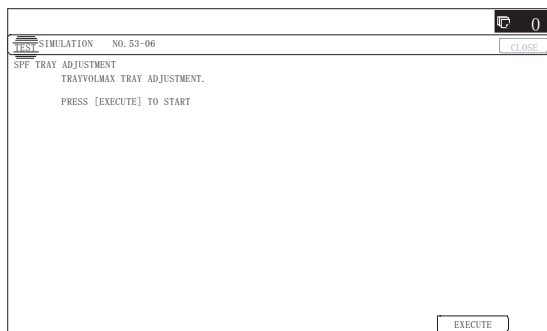 0
TEST SIMULATION NO. 53-06
CLOSE
SPF TRAY ADJUSTMENT
TRAYVOLMAX TRAY ADJUSTMENT.
PRESS [EXECUTE] TO START
EXECUTE